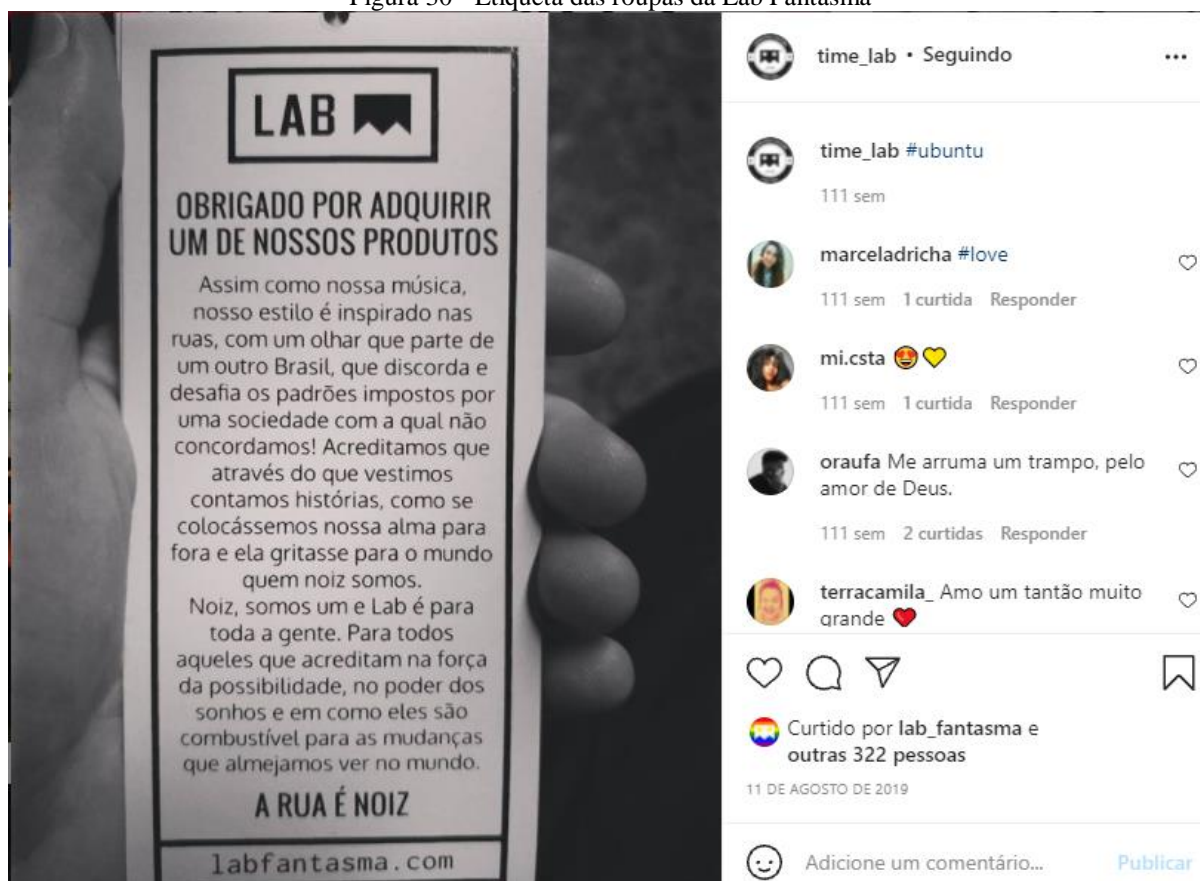 Figura 30 - Etiqueta das roupas da Lab Fantasma
LAB
OBRIGADO POR ADQUIRIR
UM DE NOSSOS PRODUTOS
Assim como nossa música,
nosso estilo é inspirado nas
ruas, com um olhar que parte de
um outro Brasil, que discorda e
desafia os padrões impostos por
uma sociedade com a qual não
concordamos! Acreditamos que
através do que vestimos
contamos histórias, como se
colocássemos nossa alma para
fora e ela gritasse para o mundo
quem noiz somos.
Noiz, somos um e Lab é para
toda a gente. Para todos
aqueles que acreditam na força
da possibilidade, no poder dos
sonhos e em como eles são
combustível para as mudanças
que almejamos ver no mundo.
A RUA É NOIZ
labfantasma.com
time_lab • Seguindo
time_lab #ubuntu
111 sem
marceladricha #love
111 sem 1 curtida Responder
mi.csta 😍💛
111 sem 1 curtida Responder
oraufa Me arruma um trampo, pelo
amor de Deus.
111 sem 2 curtidas Responder
terracamila_ Amo um tantão muito
grande ❤️
Curtido por lab_fantasma e
outras 322 pessoas
11 DE AGOSTO DE 2019
Adicione um comentário... Publicar